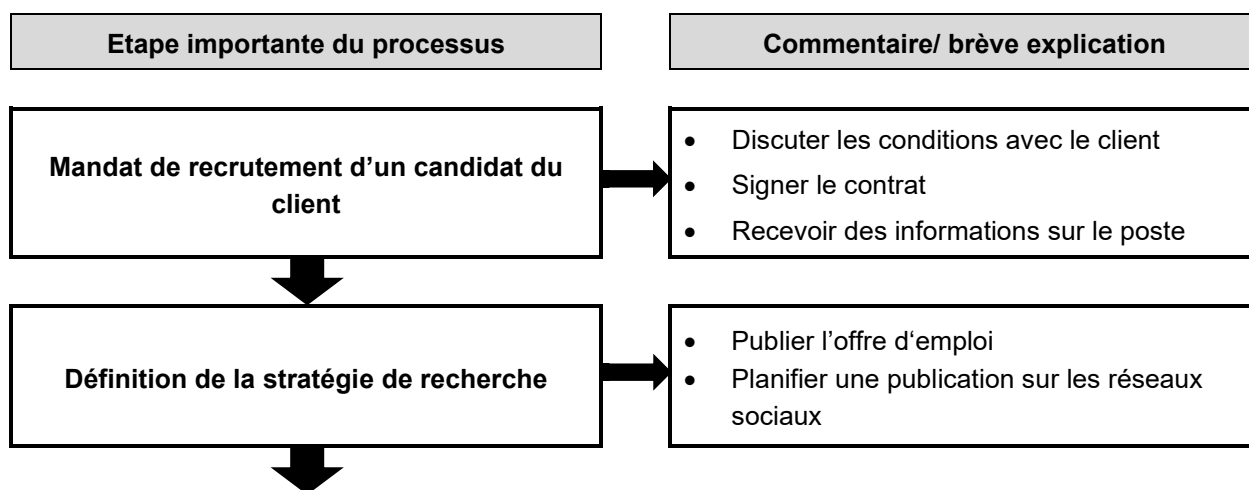 Etape importante du processus
Commentaire/ brève explication
Mandat de recrutement d’un candidat du
client
• Discuter les conditions avec le client
• Signer le contrat
• Recevoir des informations sur le poste
Définition de la stratégie de recherche
• Publier l’offre d‘emploi
• Planifier une publication sur les réseaux
sociaux